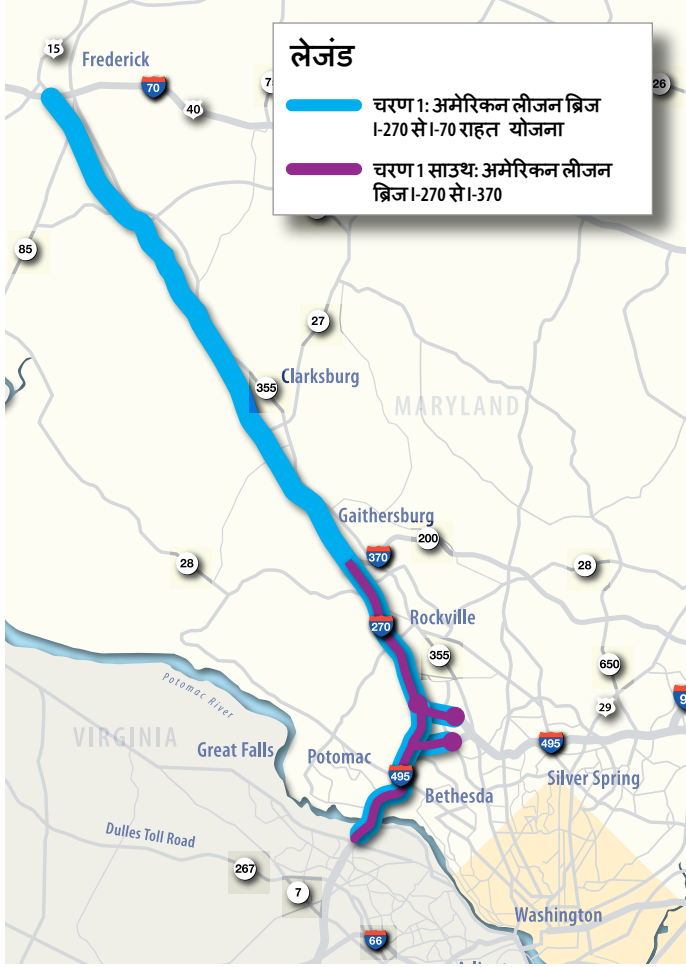 लेजंड
चरण 1: अमेरिकन लीजन ब्रिज
I-270 से I-70 राहत योजना
चरण 1 साउथ: अमेरिकन लीजन
ब्रिज I-270 से I-370
15
Frederick
70
40
26
85
27
355
Clarksburg
MARYLAND
Gaithersburg
200
370
28
28
270
Rockville
355
650
29
Potomac River
VIRGINIA
Great Falls
Potomac
495
495
Silver Spring
Bethesda
Dulles Toll Road
267
7
Washington
66